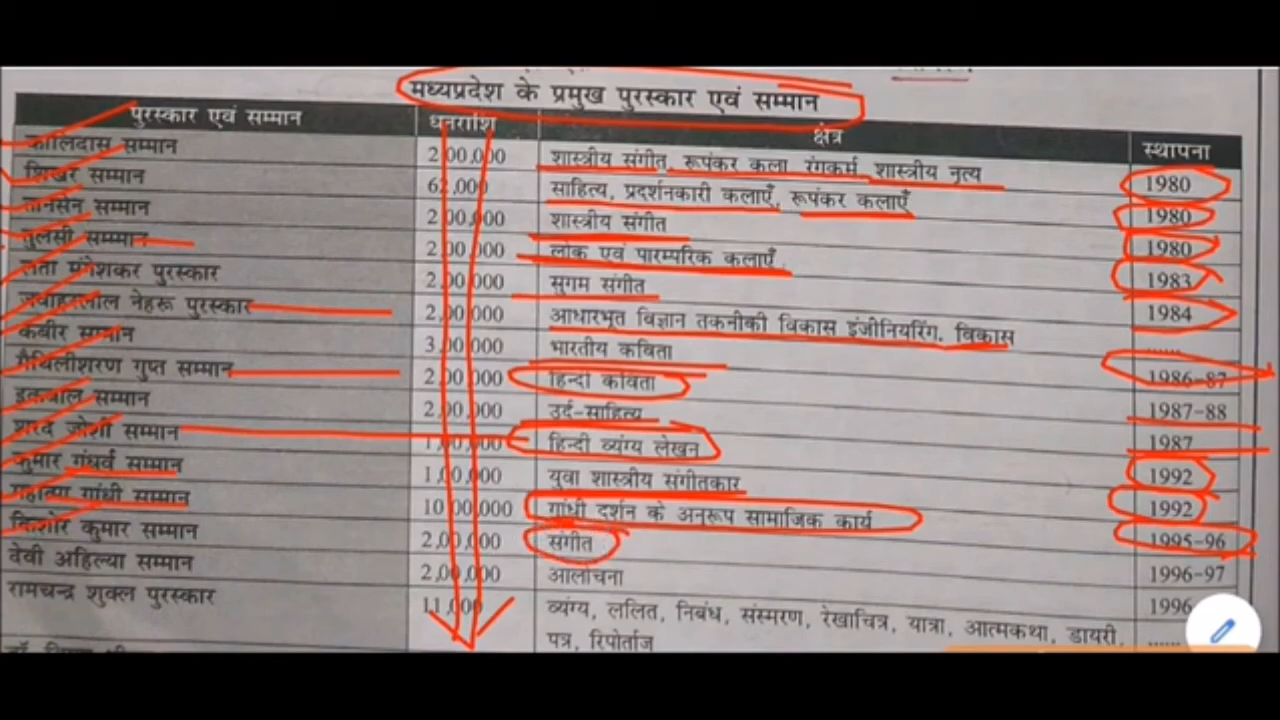 मध्यप्रदेश के प्रमुख पुरस्कार एवं सम्मान
पुरस्कार एवं सम्मान धनराशि क्षेत्र स्थापना
कालिदास सम्मान 2,00,000 शास्त्रीय संगीत, रूपंकर कला रंगकर्म, शास्त्रीय नृत्य 1980
शिखर सम्मान 62,000 साहित्य, प्रदर्शनकारी कलाएँ, रूपंकर कलाएँ 1980
तानसेन सम्मान 2,00,000 शास्त्रीय संगीत 1980
तुलसी सम्मान 2,00,000 लोक एवं पारम्परिक कलाएँ 1983
लता मंगेशकर पुरस्कार 2,00,000 सुगम संगीत 1984
जवाहरलाल नेहरू पुरस्कार 2,00,000 आधारभूत विज्ञान तकनीकी विकास इंजीनियरिंग. विकास ......
कबीर सम्मान 3,00,000 भारतीय कविता 1986-87
मैथिलीशरण गुप्त सम्मान 2,00,000 हिन्दी कविता 1987-88
इकबाल सम्मान 2,00,000 उर्दू-साहित्य 1987
शरद जोशी सम्मान 1,00,000 हिन्दी व्यंग्य लेखन 1992
कुमार गंधर्व सम्मान 1,00,000 युवा शास्त्रीय संगीतकार 1992
महात्मा गांधी सम्मान 10,00,000 गांधी दर्शन के अनुरूप सामाजिक कार्य 1995-96
किशोर कुमार सम्मान 2,00,000 संगीत 1996-97
देवी अहिल्या सम्मान 2,00,000 आलोचना 1996
रामचन्द्र शुक्ल पुरस्कार 11,000 व्यंग्य, ललित, निबंध, संस्मरण, रेखाचित्र, यात्रा, आत्मकथा, डायरी, ......
पत्र, रिपोर्ताज